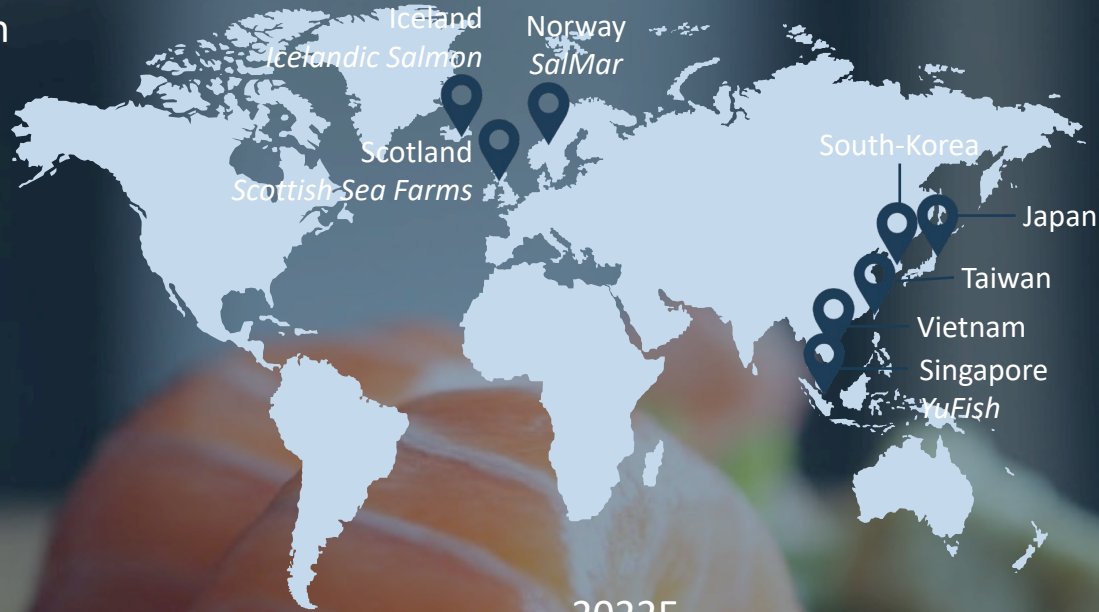 Iceland
Icelandic Salmon
Norway
SalMar
Scotland
Scottish Sea Farms
South-Korea
Japan
Taiwan
Vietnam
Singapore
YuFish